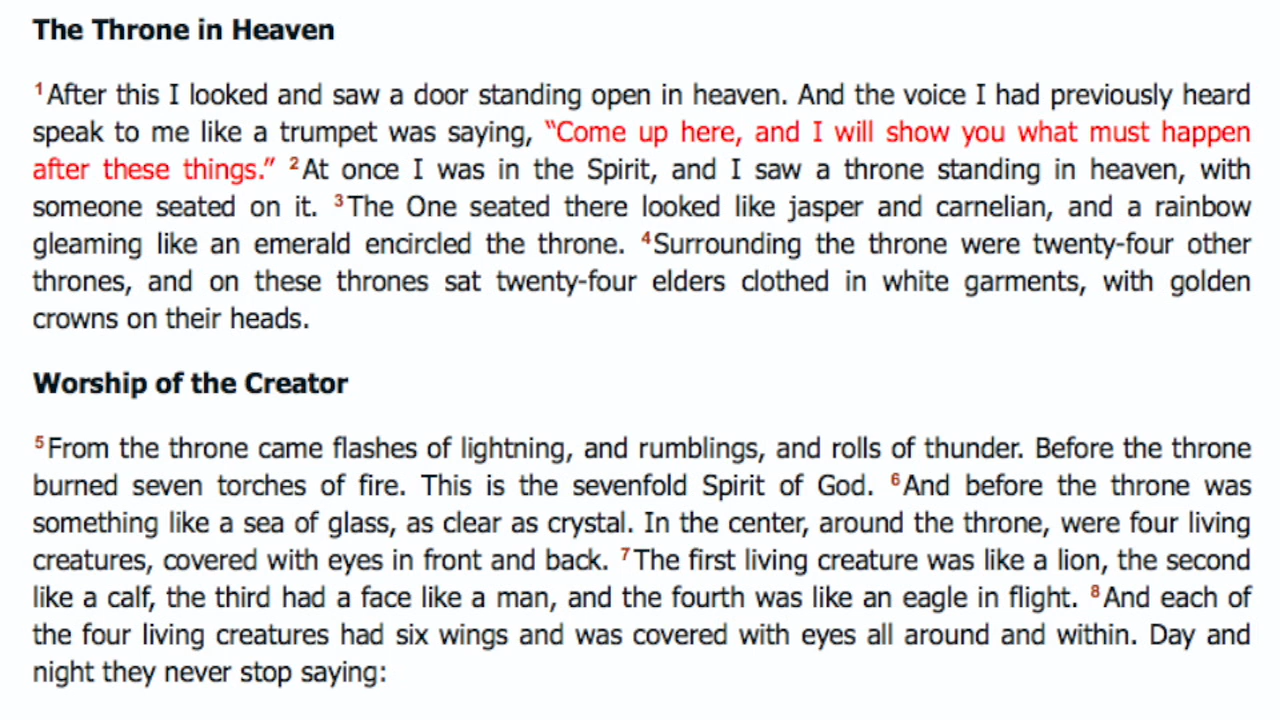 The Throne in Heaven
¹After this I looked and saw a door standing open in heaven. And the voice I had previously heard
speak to me like a trumpet was saying, “Come up here, and I will show you what must happen
after these things.” ²At once I was in the Spirit, and I saw a throne standing in heaven, with
someone seated on it. ³The One seated there looked like jasper and carnelian, and a rainbow
gleaming like an emerald encircled the throne. ⁴Surrounding the throne were twenty-four other
thrones, and on these thrones sat twenty-four elders clothed in white garments, with golden
crowns on their heads.
Worship of the Creator
⁵From the throne came flashes of lightning, and rumblings, and rolls of thunder. Before the throne
burned seven torches of fire. This is the sevenfold Spirit of God. ⁶And before the throne was
something like a sea of glass, as clear as crystal. In the center, around the throne, were four living
creatures, covered with eyes in front and back. ⁷The first living creature was like a lion, the second
like a calf, the third had a face like a man, and the fourth was like an eagle in flight. ⁸And each of
the four living creatures had six wings and was covered with eyes all around and within. Day and
night they never stop saying: